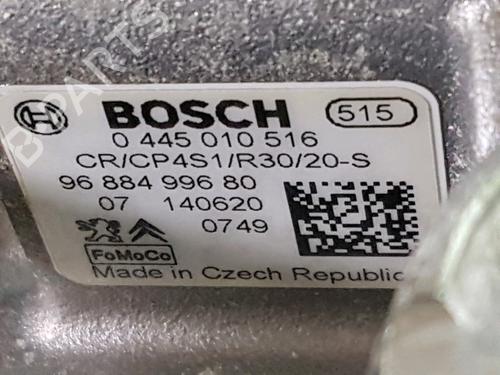 BOSCH 515
0 445 010 516
CR/CP4S1/R30/20-S
96 884 996 80
07 140620
0749
FoMoCo
Made in Czech Republic
B-PARTS